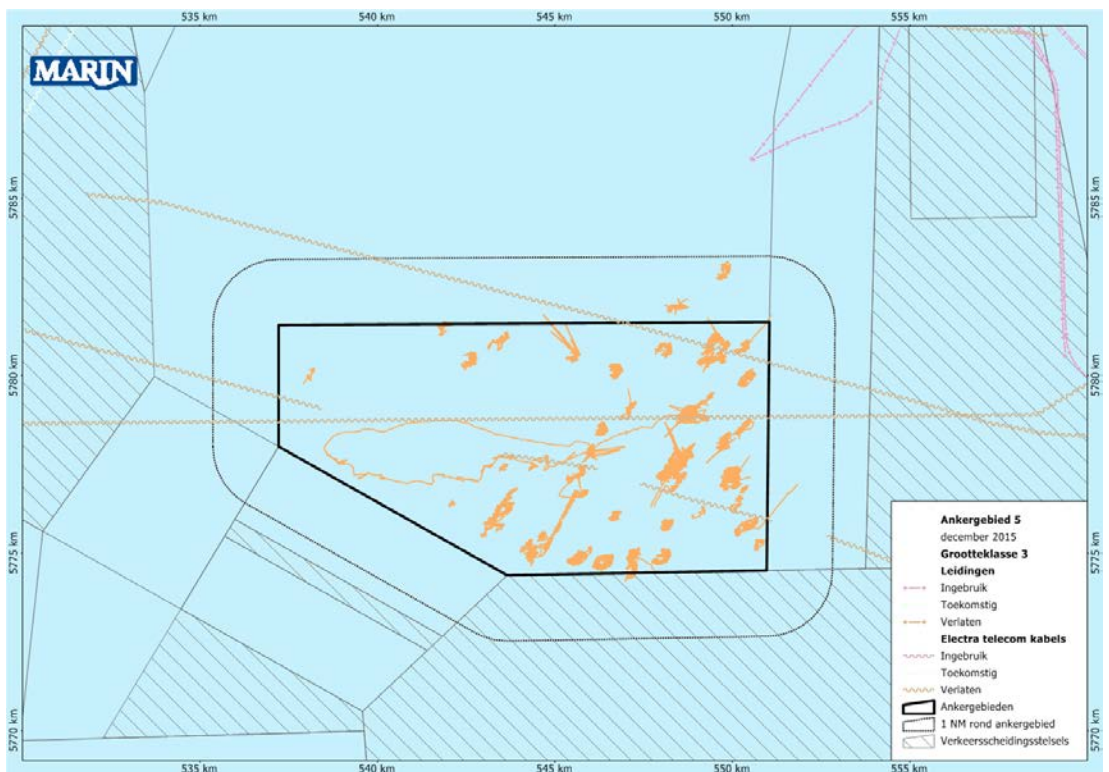 535 km
540 km
545 km
550 km
555 km
MARIN
5785 km
5785 km
5780 km
5780 km
5775 km
5775 km
5770 km
5770 km
Ankergebied 5
december 2015
Grootteklasse 3
Leidingen
Ingebruik
Toekomstig
Verlaten
Electra telecom kabels
Ingebruik
Toekomstig
Verlaten
Ankergebieden
1 NM rond ankergebied
Verkeersscheidingsstelsels
535 km
540 km
545 km
550 km
555 km